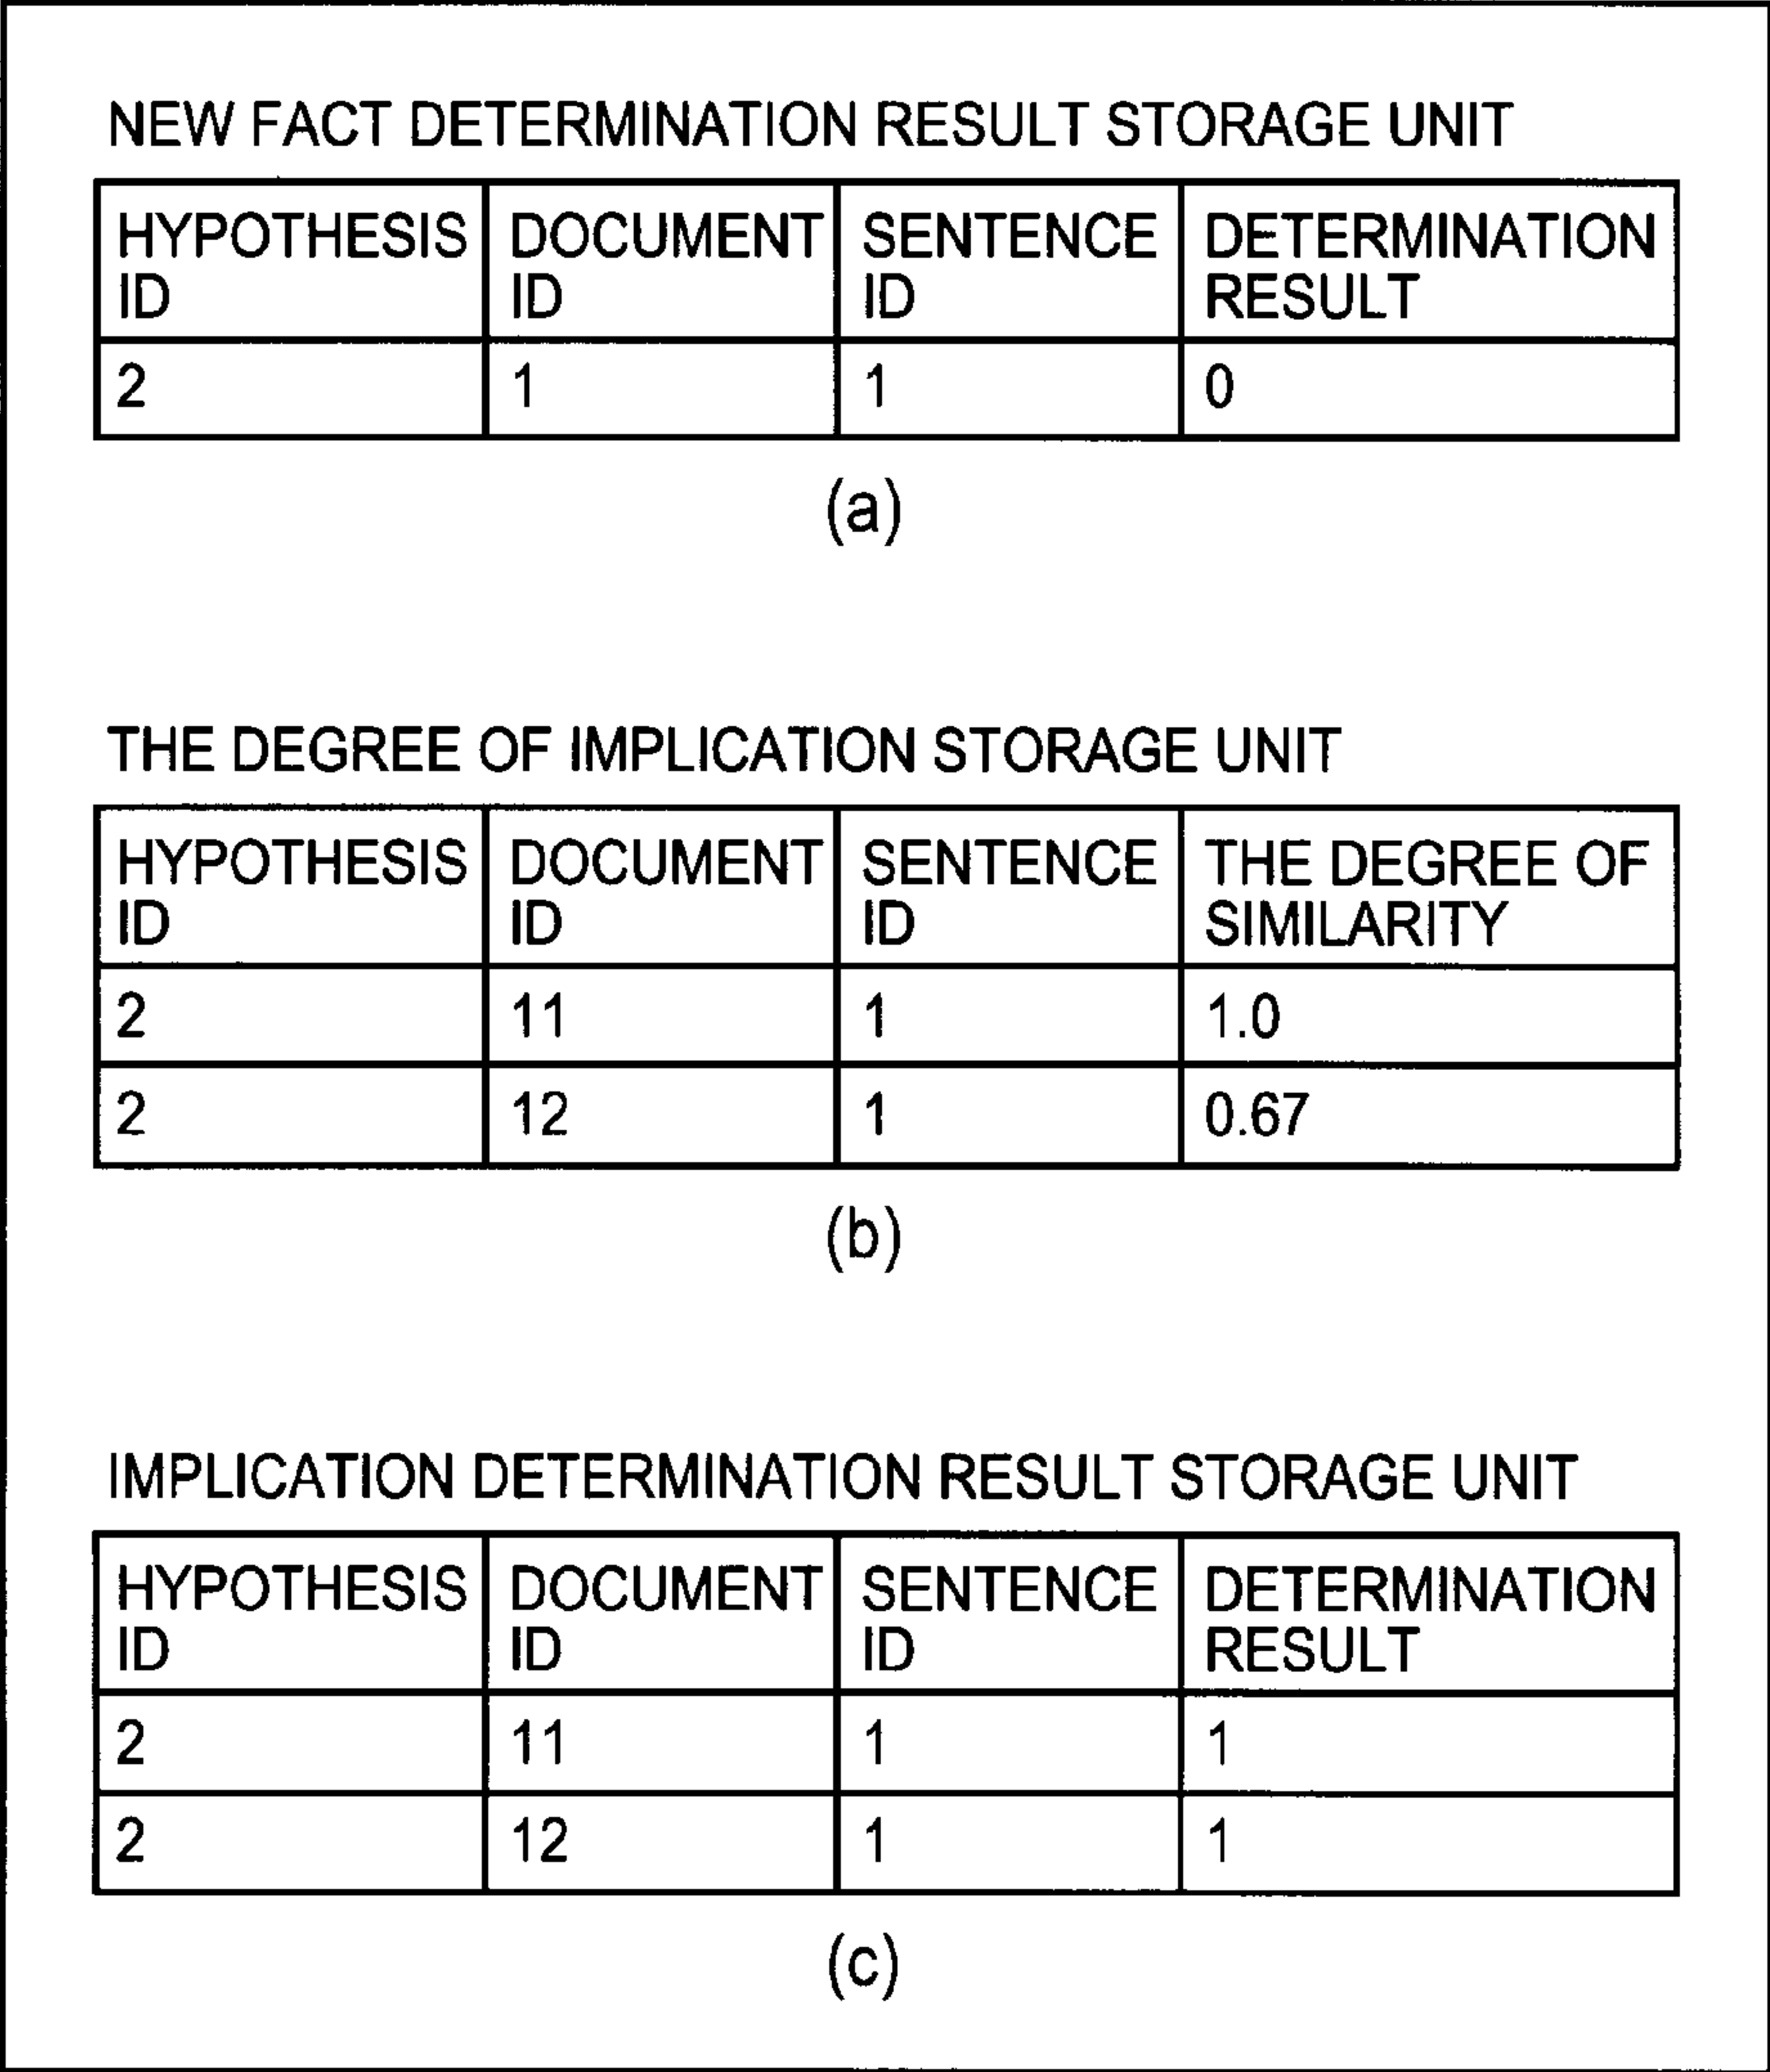 NEW FACT DETERMINATION RESULT STORAGE UNIT
HYPOTHESIS ID DOCUMENT ID SENTENCE ID DETERMINATION RESULT
2 1 1 0
(a)
THE DEGREE OF IMPLICATION STORAGE UNIT
HYPOTHESIS ID DOCUMENT ID SENTENCE ID THE DEGREE OF SIMILARITY
2 11 1 1.0
2 12 1 0.67
(b)
IMPLICATION DETERMINATION RESULT STORAGE UNIT
HYPOTHESIS ID DOCUMENT ID SENTENCE ID DETERMINATION RESULT
2 11 1 1
2 12 1 1
(c)